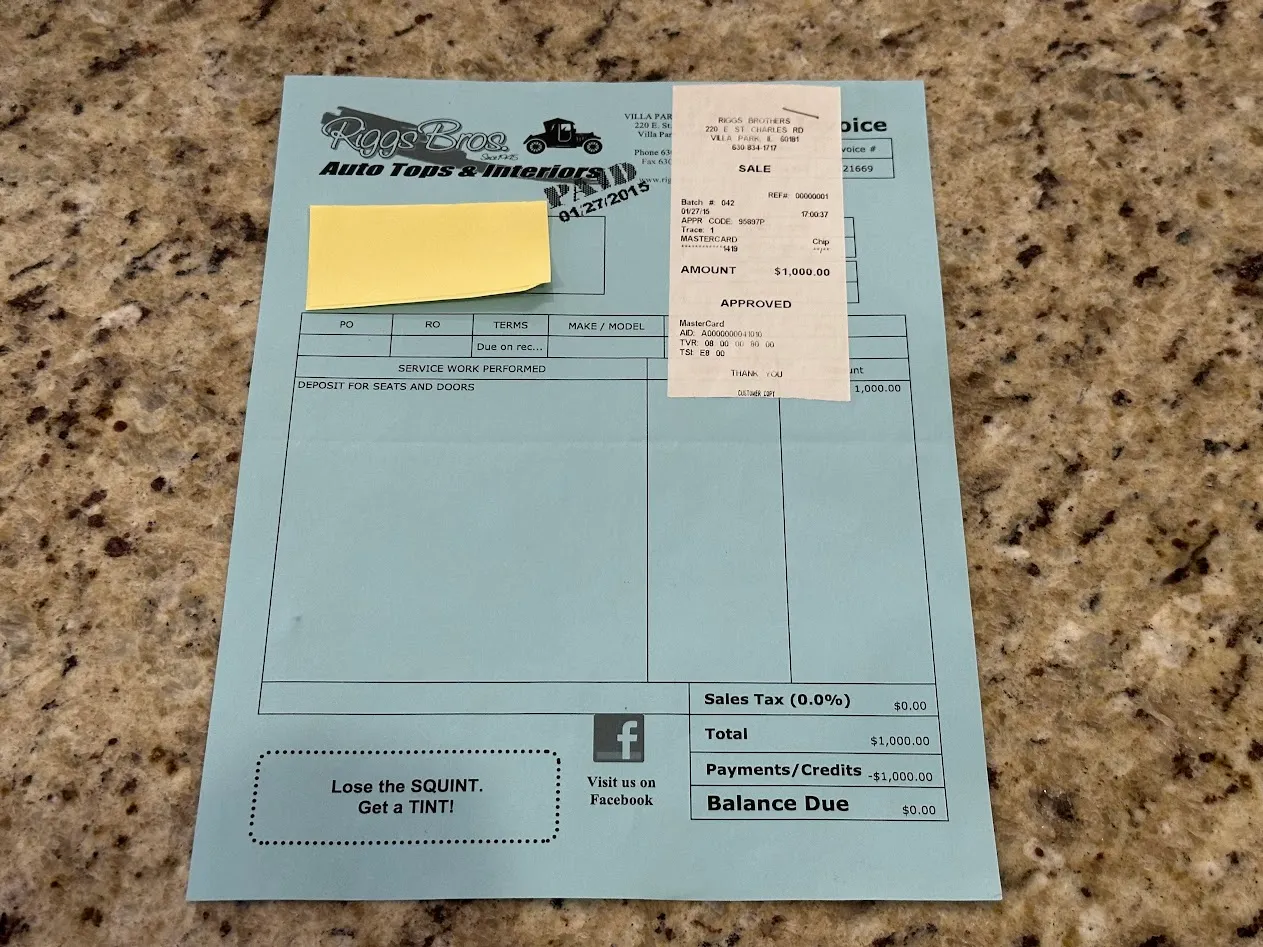 Riggs Bros.
Since 1945
Auto Tops & Interiors
PAID
01/27/2015
VILLA PAR
220 E. St.
Villa Par
Phone 63
Fax 630
www.rig
oice
voice #
21669
RIGGS BROTHERS
220 E ST CHARLES RD
VILLA PARK, IL 60181
630-834-1717
SALE
REF#: 00000001
Batch #: 042
01/27/15 17:00:37
APPR CODE: 95897P
Trace: 1
MASTERCARD Chip
************1419 **/**
AMOUNT $1,000.00
APPROVED
MasterCard
AID: A0000000041010
TVR: 08 00 00 80 00
TSI: E8 00
THANK YOU
CUSTOMER COPY
PO RO TERMS MAKE / MODEL
Due on rec...
SERVICE WORK PERFORMED unt
DEPOSIT FOR SEATS AND DOORS 1,000.00
Sales Tax (0.0%) $0.00
Total $1,000.00
Payments/Credits -$1,000.00
Balance Due $0.00
Lose the SQUINT.
Get a TINT!
f
Visit us on
Facebook